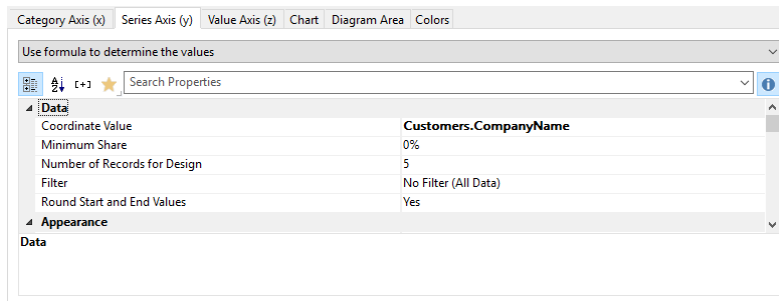 Category Axis (x) Series Axis (y) Value Axis (z) Chart Diagram Area Colors
Use formula to determine the values
Search Properties
Data
Coordinate Value Customers.CompanyName
Minimum Share 0%
Number of Records for Design 5
Filter No Filter (All Data)
Round Start and End Values Yes
Appearance
Data